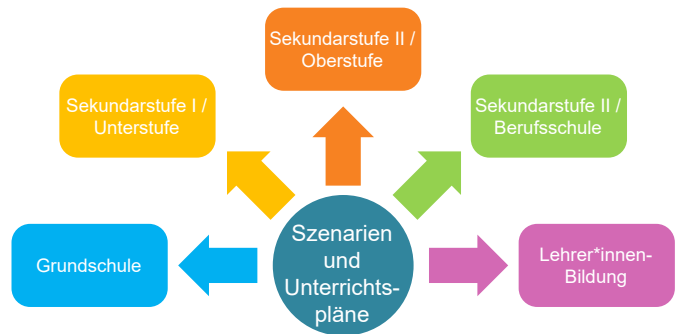 Sekundarstufe II /
Oberstufe
Sekundarstufe I /
Unterstufe
Sekundarstufe II /
Berufsschule
Grundschule
Szenarien
und
Unterrichts-
pläne
Lehrer*innen-
Bildung